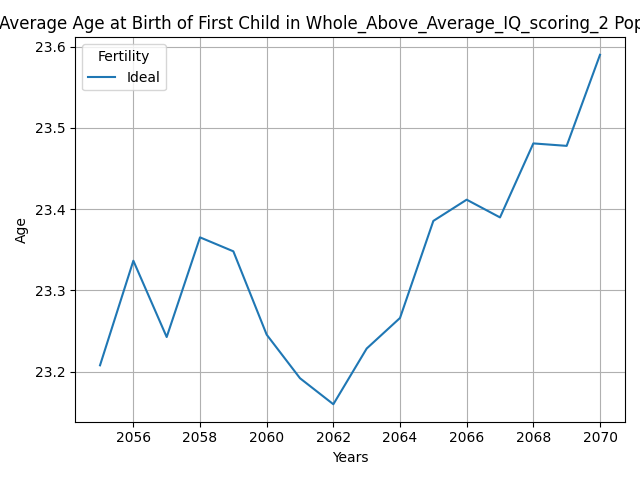 Average Age at Birth of First Child in Whole_Above_Average_IQ_scoring_2 Pop
Fertility
Ideal
23.6
23.5
23.4
23.3
23.2
Age
2056 2058 2060 2062 2064 2066 2068 2070
Years